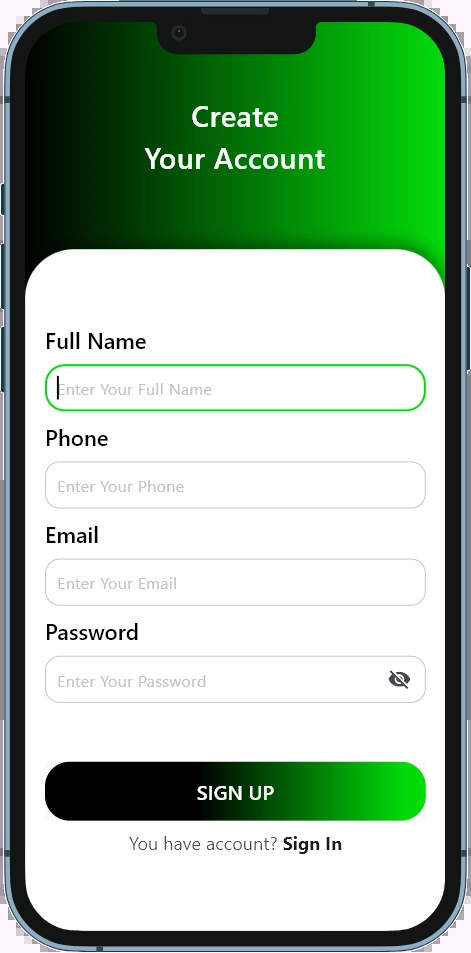 Create
Your Account
Full Name
Enter Your Full Name
Phone
Enter Your Phone
Email
Enter Your Email
Password
Enter Your Password
SIGN UP
You have account? Sign In